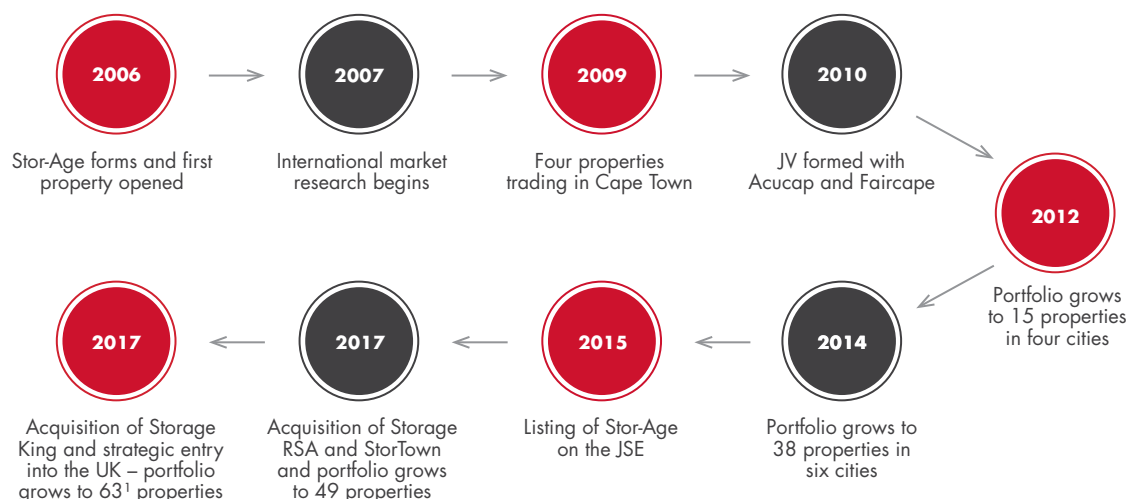 2006
Stor-Age forms and first
property opened
2007
International market
research begins
2009
Four properties
trading in Cape Town
2010
JV formed with
Acucap and Faircape
2012
Portfolio grows
to 15 properties
in four cities
2014
Portfolio grows to
38 properties in
six cities
2015
Listing of Stor-Age
on the JSE
2017
Acquisition of Storage
RSA and StorTown
and portfolio grows
to 49 properties
2017
Acquisition of Storage
King and strategic entry
into the UK – portfolio
grows to 63¹ properties